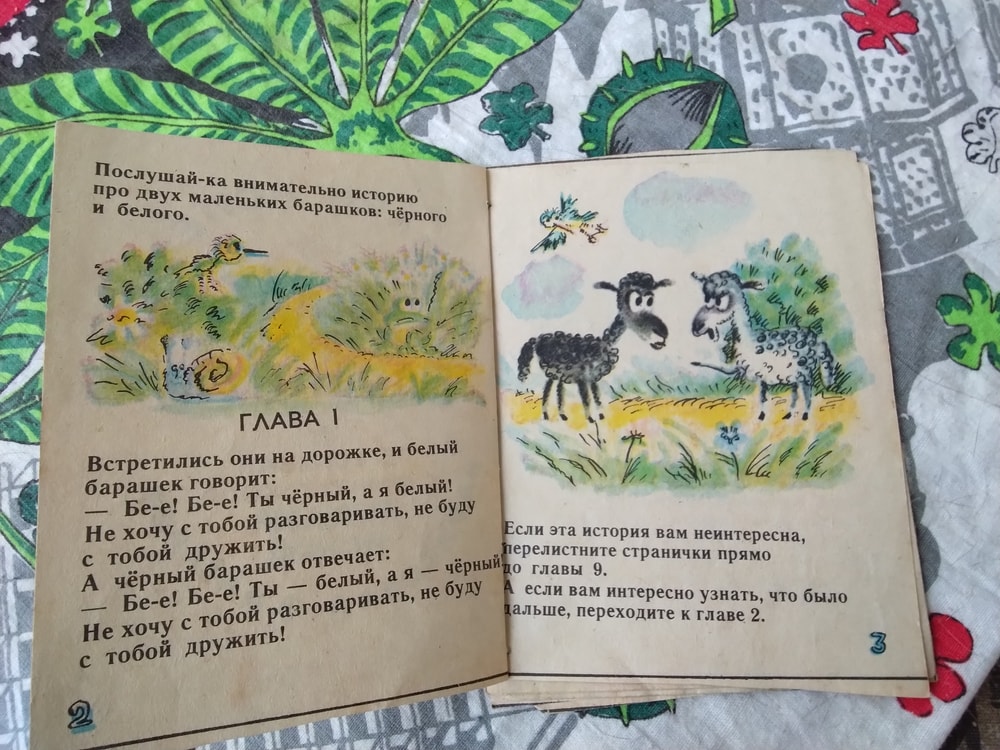 Послушай-ка внимательно историю
про двух маленьких барашков: чёрного
и белого.
ГЛАВА 1
Встретились они на дорожке, и белый
барашек говорит:
— Бе-е! Бе-е! Ты чёрный, а я белый!
Не хочу с тобой разговаривать, не буду
с тобой дружить!
А чёрный барашек отвечает:
— Бе-е! Бе-е! Ты — белый, а я — чёрный!
Не хочу с тобой разговаривать, не буду
с тобой дружить!
2
Если эта история вам неинтересна,
перелистните странички прямо
до главы 9.
А если вам интересно узнать, что было
дальше, переходите к главе 2.
3